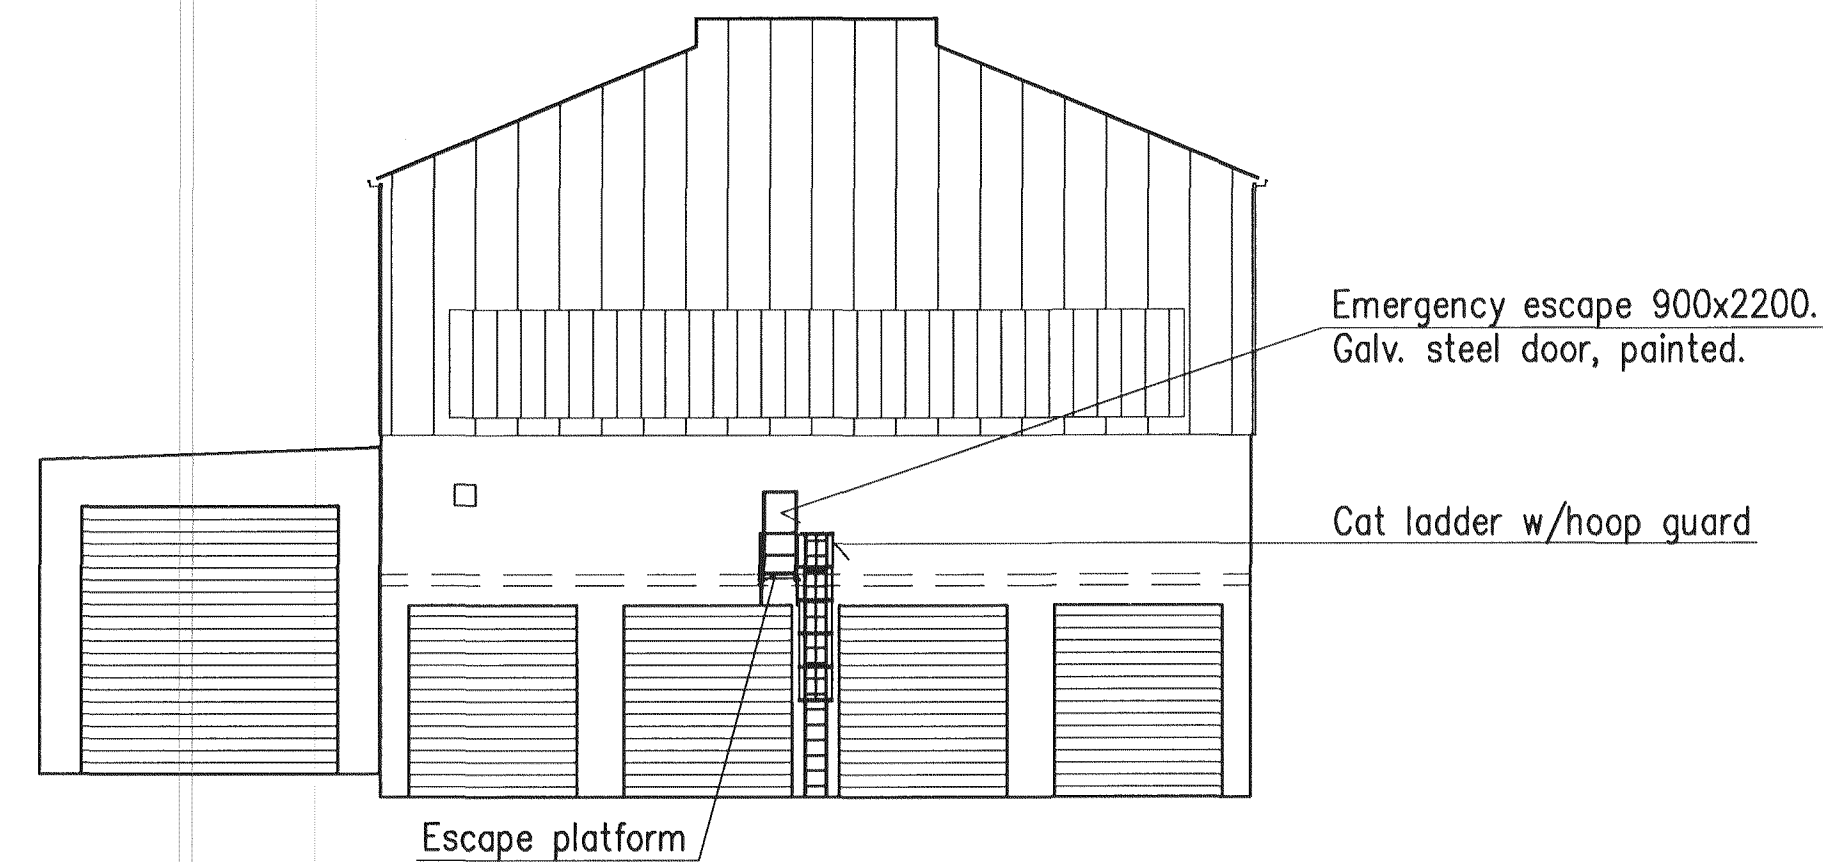 Emergency escape 900x2200.
Galv. steel door, painted.
Cat ladder w/hoop guard
Escape platform